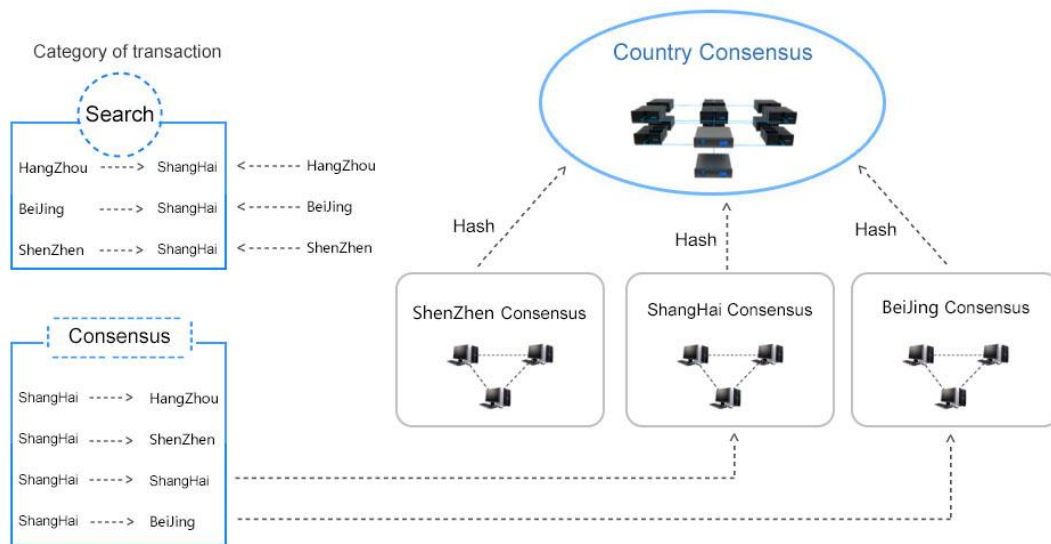 Category of transaction
Search
HangZhou ShangHai HangZhou
BeiJing ShangHai BeiJing
ShenZhen ShangHai ShenZhen
Consensus
ShangHai HangZhou
ShangHai ShenZhen
ShangHai ShangHai
ShangHai BeiJing
Country Consensus
Hash
Hash
Hash
ShenZhen Consensus
ShangHai Consensus
BeiJing Consensus